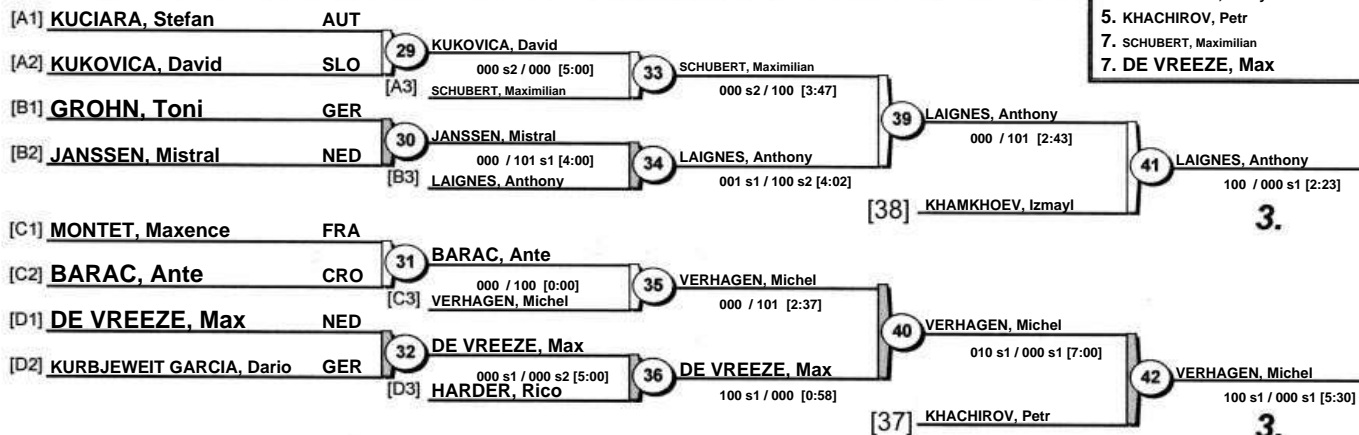 5. KHACHIROV, Petr
7. SCHUBERT, Maximilian
7. DE VREEZE, Max
[A1] KUCIARA, Stefan AUT
[A2] KUKOVICA, David SLO
29
KUKOVICA, David
000 s2 / 000 [5:00]
[A3] SCHUBERT, Maximilian
33
SCHUBERT, Maximilian
000 s2 / 100 [3:47]
[B1] GROHN, Toni GER
[B2] JANSSEN, Mistral NED
30
JANSSEN, Mistral
000 / 101 s1 [4:00]
[B3] LAIGNES, Anthony
34
LAIGNES, Anthony
001 s1 / 100 s2 [4:02]
39
LAIGNES, Anthony
000 / 101 [2:43]
[38] KHAMKHOEV, Izmayl
41
LAIGNES, Anthony
100 / 000 s1 [2:23]
3.
[C1] MONTET, Maxence FRA
[C2] BARAC, Ante CRO
31
BARAC, Ante
000 / 100 [0:00]
[C3] VERHAGEN, Michel
35
VERHAGEN, Michel
000 / 101 [2:37]
[D1] DE VREEZE, Max NED
[D2] KURBJEWEIT GARCIA, Dario GER
32
DE VREEZE, Max
000 s1 / 000 s2 [5:00]
[D3] HARDER, Rico
36
DE VREEZE, Max
100 s1 / 000 [0:58]
40
VERHAGEN, Michel
010 s1 / 000 s1 [7:00]
[37] KHACHIROV, Petr
42
VERHAGEN, Michel
100 s1 / 000 s1 [5:30]
3.